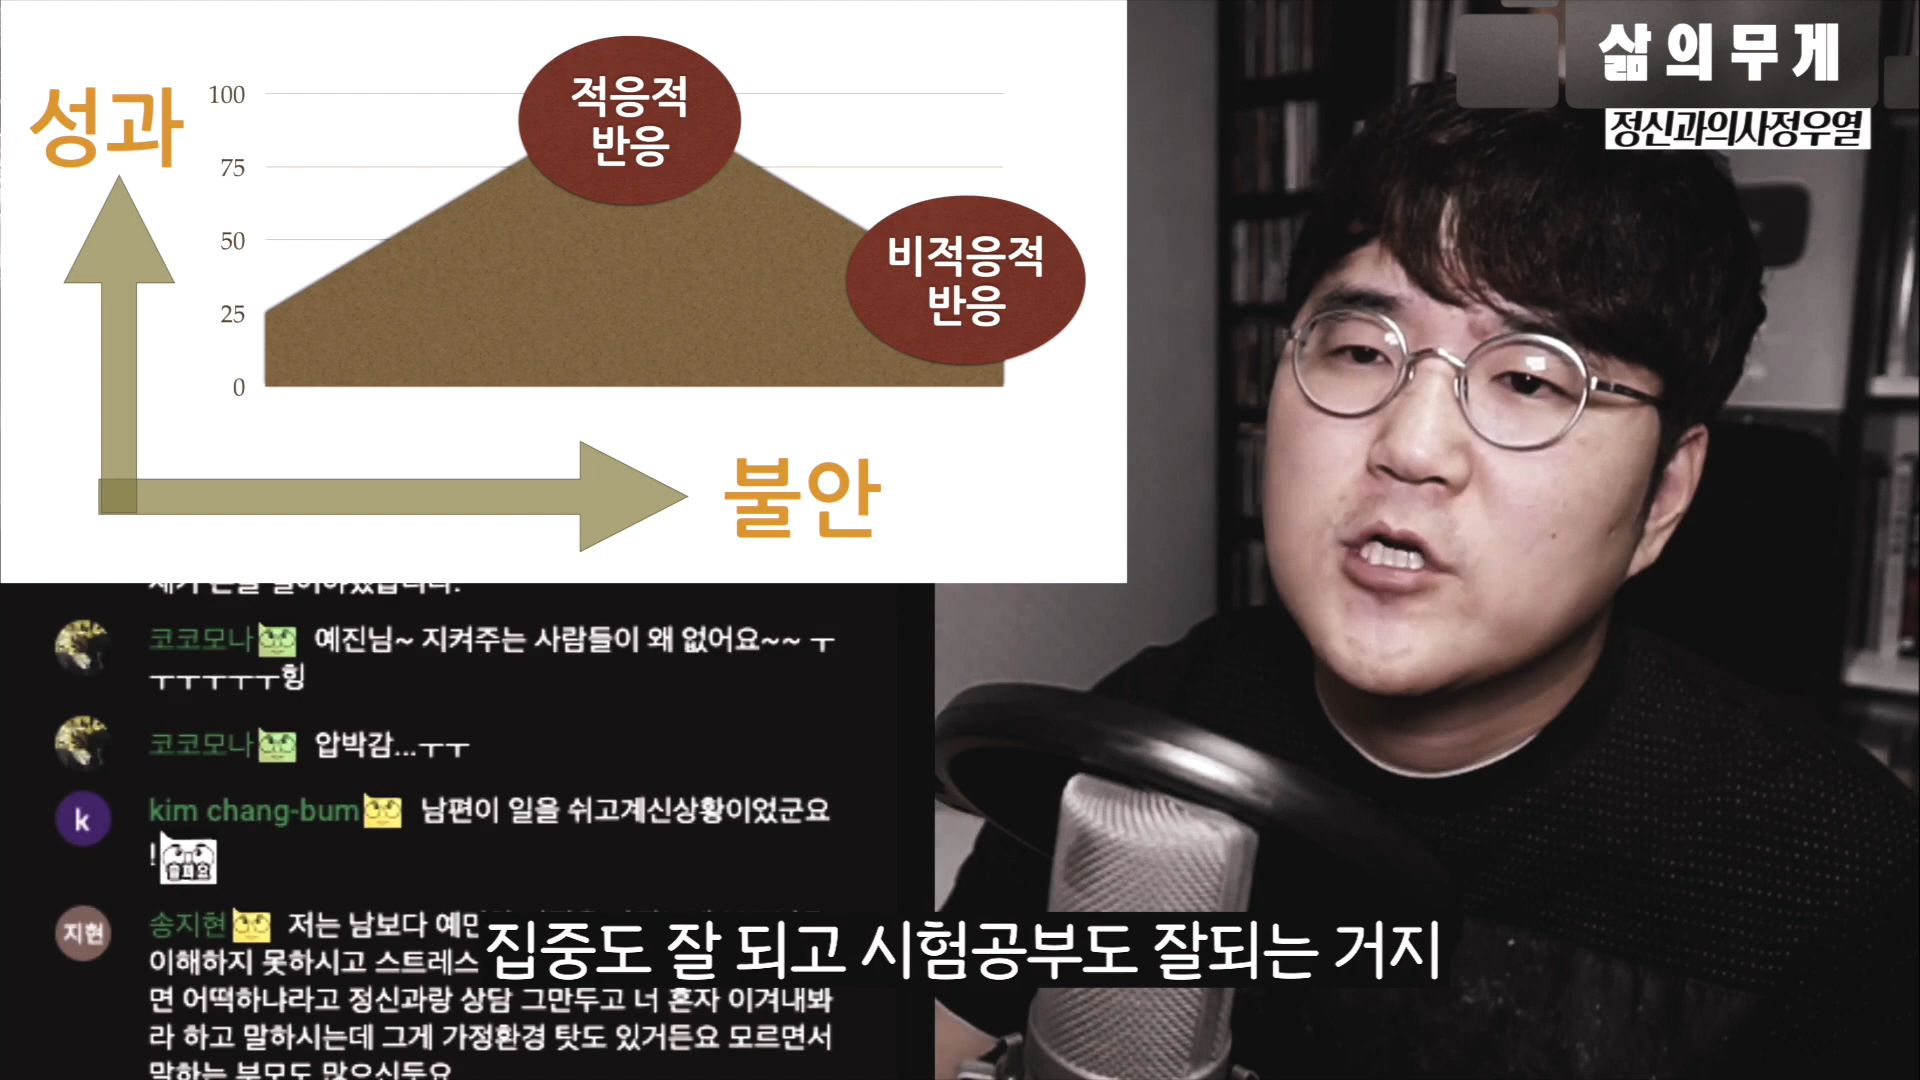 성과
100
75
50
25
0
적응적
반응
비적응적
반응
불안
삶의무게
정신과의사정우열
코코모나 예진님~ 지켜주는 사람들이 왜 없어요~~ ㅜ
ㅜㅜㅜㅜㅜ힝
코코모나 압박감...ㅜㅜ
k
kim chang-bum 남편이 일을 쉬고계신상황이었군요
!
슬퍼요
지현
송지현 저는 남보다
이해하지 못하시고 스트레스
면 어떡하냐라고 정신과랑 상담 그만두고 너 혼자 이겨내봐
라 하고 말하시는데 그게 가정환경 탓도 있거든요 모르면서
말하는 부모도 많으신듯요
집중도 잘 되고 시험공부도 잘되는 거지